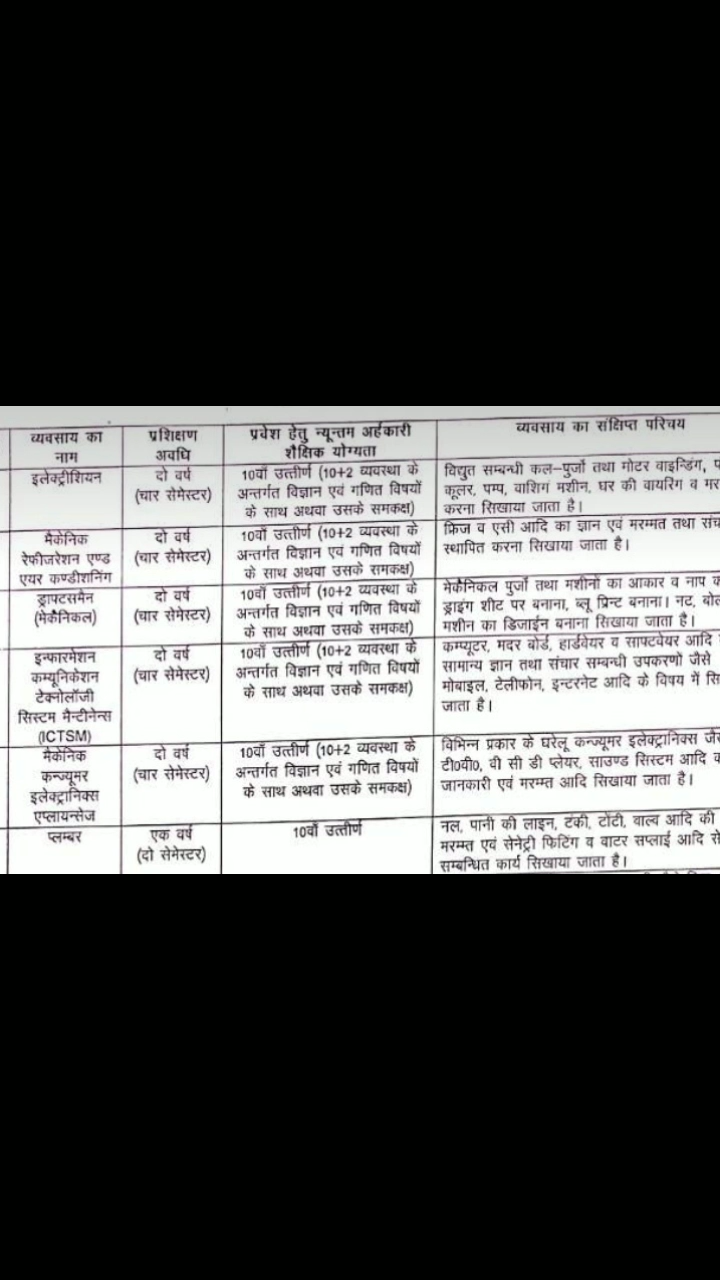 व्यवसाय का
नाम
प्रशिक्षण
अवधि
प्रवेश हेतु न्यून्तम अर्हकारी
शैक्षिक योग्यता
व्यवसाय का संक्षिप्त परिचय
इलेक्ट्रीशियन
दो वर्ष
(चार सेमेस्टर)
10वॉ उत्तीर्ण (10+2 व्यवस्था के
अन्तर्गत विज्ञान एवं गणित विषयों
के साथ अथवा उसके समकक्ष)
विद्युत सम्बन्धी कल-पुर्जो तथा मोटर वाइन्डिंग,
कूलर, पम्प, वाशिगं मशीन, घर की वायरिंग व
करना सिखाया जाता है।
मैकेनिक
रेफीजरेशन एण्ड
एयर कण्डीशनिंग
दो वर्ष
(चार सेमेस्टर)
10वॉ उत्तीर्ण (10+2 व्यवस्था के
अन्तर्गत विज्ञान एवं गणित विषयों
के साथ अथवा उसके समकक्ष)
फ्रिज व एसी आदि का ज्ञान एवं मरम्मत तथा
स्थापित करना सिखाया जाता है।
ड्राफ्टसमैन
(मेकैनिकल)
दो वर्ष
(चार सेमेस्टर)
10वॉ उत्तीर्ण (10+2 व्यवस्था के
अन्तर्गत विज्ञान एवं गणित विषयों
के साथ अथवा उसके समकक्ष)
मेकैनिकल पुर्जो तथा मशीनों का आकार व नाप
ड्राइंग शीट पर बनाना, ब्लू प्रिन्ट बनाना। नट,
मशीन का डिजाईन बनाना सिखाया जाता है।
इन्फारमेशन
कम्यूनिकेशन
टेक्नोलॉजी
सिस्टम मैन्टीनेन्स
(ICTSM)
दो वर्ष
(चार सेमेस्टर)
10वॉ उत्तीर्ण (10+2 व्यवस्था के
अन्तर्गत विज्ञान एवं गणित विषयों
के साथ अथवा उसके समकक्ष)
कम्प्यूटर, मदर बोर्ड, हार्डवेयर व साफ्टवेयर आदि
सामान्य ज्ञान तथा संचार सम्बन्धी उपकरणों जैसे
मोबाइल, टेलीफोन, इन्टरनेट आदि के विषय में
जाता है।
मैकेनिक
कन्ज्यूमर
इलेक्ट्रानिक्स
एप्लायन्सेज
दो वर्ष
(चार सेमेस्टर)
10वॉ उत्तीर्ण (10+2 व्यवस्था के
अन्तर्गत विज्ञान एवं गणित विषयों
के साथ अथवा उसके समकक्ष)
विभिन्न प्रकार के घरेलू कन्ज्यूमर इलेक्ट्रानिक्स
टी0वी0, वी सी डी प्लेयर, साउण्ड सिस्टम आदि
जानकारी एवं मरम्म्त आदि सिखाया जाता है।
प्लम्बर
एक वर्ष
(दो सेमेस्टर)
10वॉ उत्तीर्ण
नल, पानी की लाइन, टंकी, टोंटी, वाल्व आदि की
मरम्म्त एवं सेनेट्री फिटिंग व वाटर सप्लाई आदि से
सम्बन्धित कार्य सिखाया जाता है।